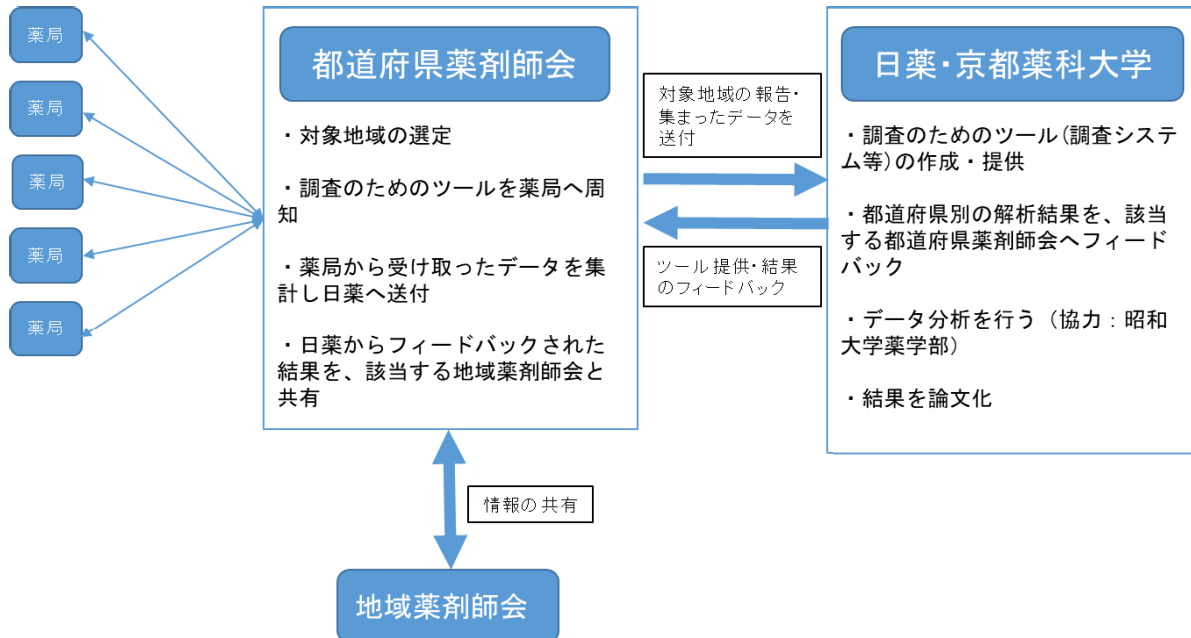 薬局
薬局
薬局
薬局
薬局
都道府県薬剤師会
・対象地域の選定
・調査のためのツールを薬局へ周
知
・薬局から受け取ったデータを集
計し日薬へ送付
・日薬からフィードバックされた
結果を、該当する地域薬剤師会と
共有
対象地域の報告・
集まったデータを
送付
ツール提供・結果
のフィードバック
日薬・京都薬科大学
・調査のためのツール(調査システ
ム等)の作成・提供
・都道府県別の解析結果を、該当
する都道府県薬剤師会へフィード
バック
・データ分析を行う（協力：昭和
大学薬学部）
・結果を論文化
情報の共有
地域薬剤師会